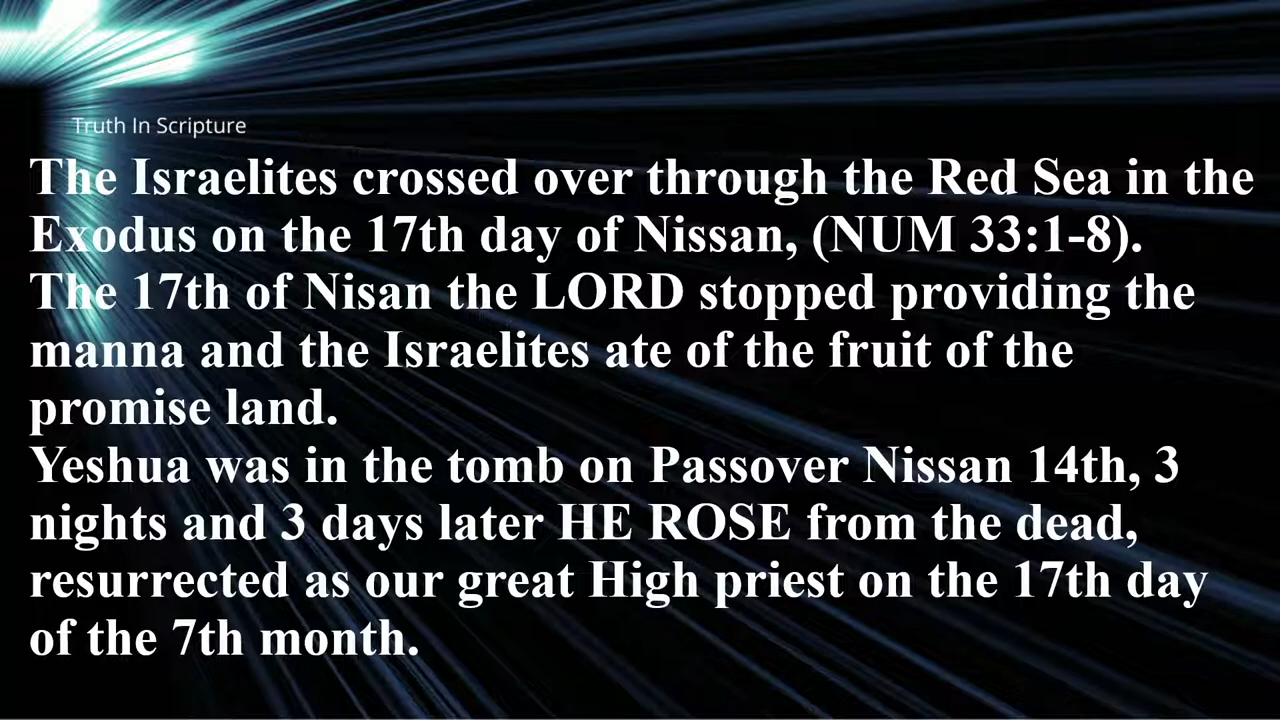 Truth In Scripture
The Israelites crossed over through the Red Sea in the
Exodus on the 17th day of Nissan, (NUM 33:1-8).
The 17th of Nisan the LORD stopped providing the
manna and the Israelites ate of the fruit of the
promise land.
Yeshua was in the tomb on Passover Nissan 14th, 3
nights and 3 days later HE ROSE from the dead,
resurrected as our great High priest on the 17th day
of the 7th month.